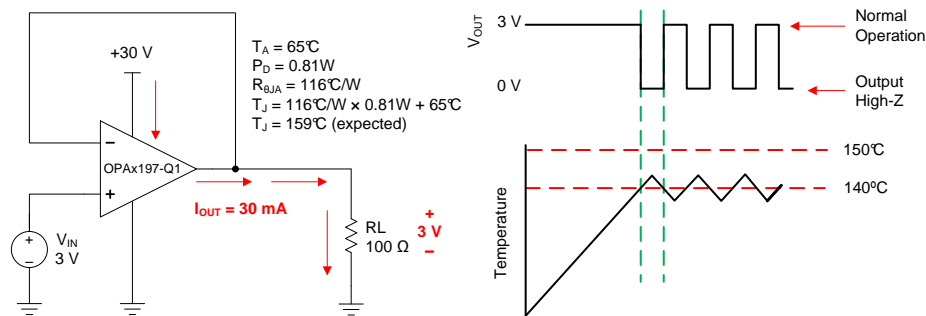 +30 V
T_A = 65℃
P_D = 0.81W
R_θJA = 116℃/W
T_J = 116℃/W × 0.81W + 65℃
T_J = 159℃ (expected)
−
OPAx197-Q1
+
I_OUT = 30 mA
+
−
V_IN
3 V
RL
100 Ω
+
3 V
−
V_OUT
3 V
0 V
Normal
Operation
Output
High-Z
Temperature
150℃
140ºC